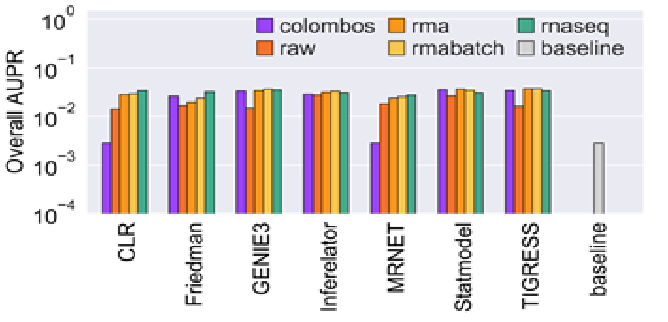 10^0
10^-1
10^-2
10^-3
10^-4
Overall AUPR
colombos rma rnaseq
raw rmabatch baseline
CLR
Friedman
GENIE3
Inferelator
MRNET
Statmodel
TIGRESS
baseline